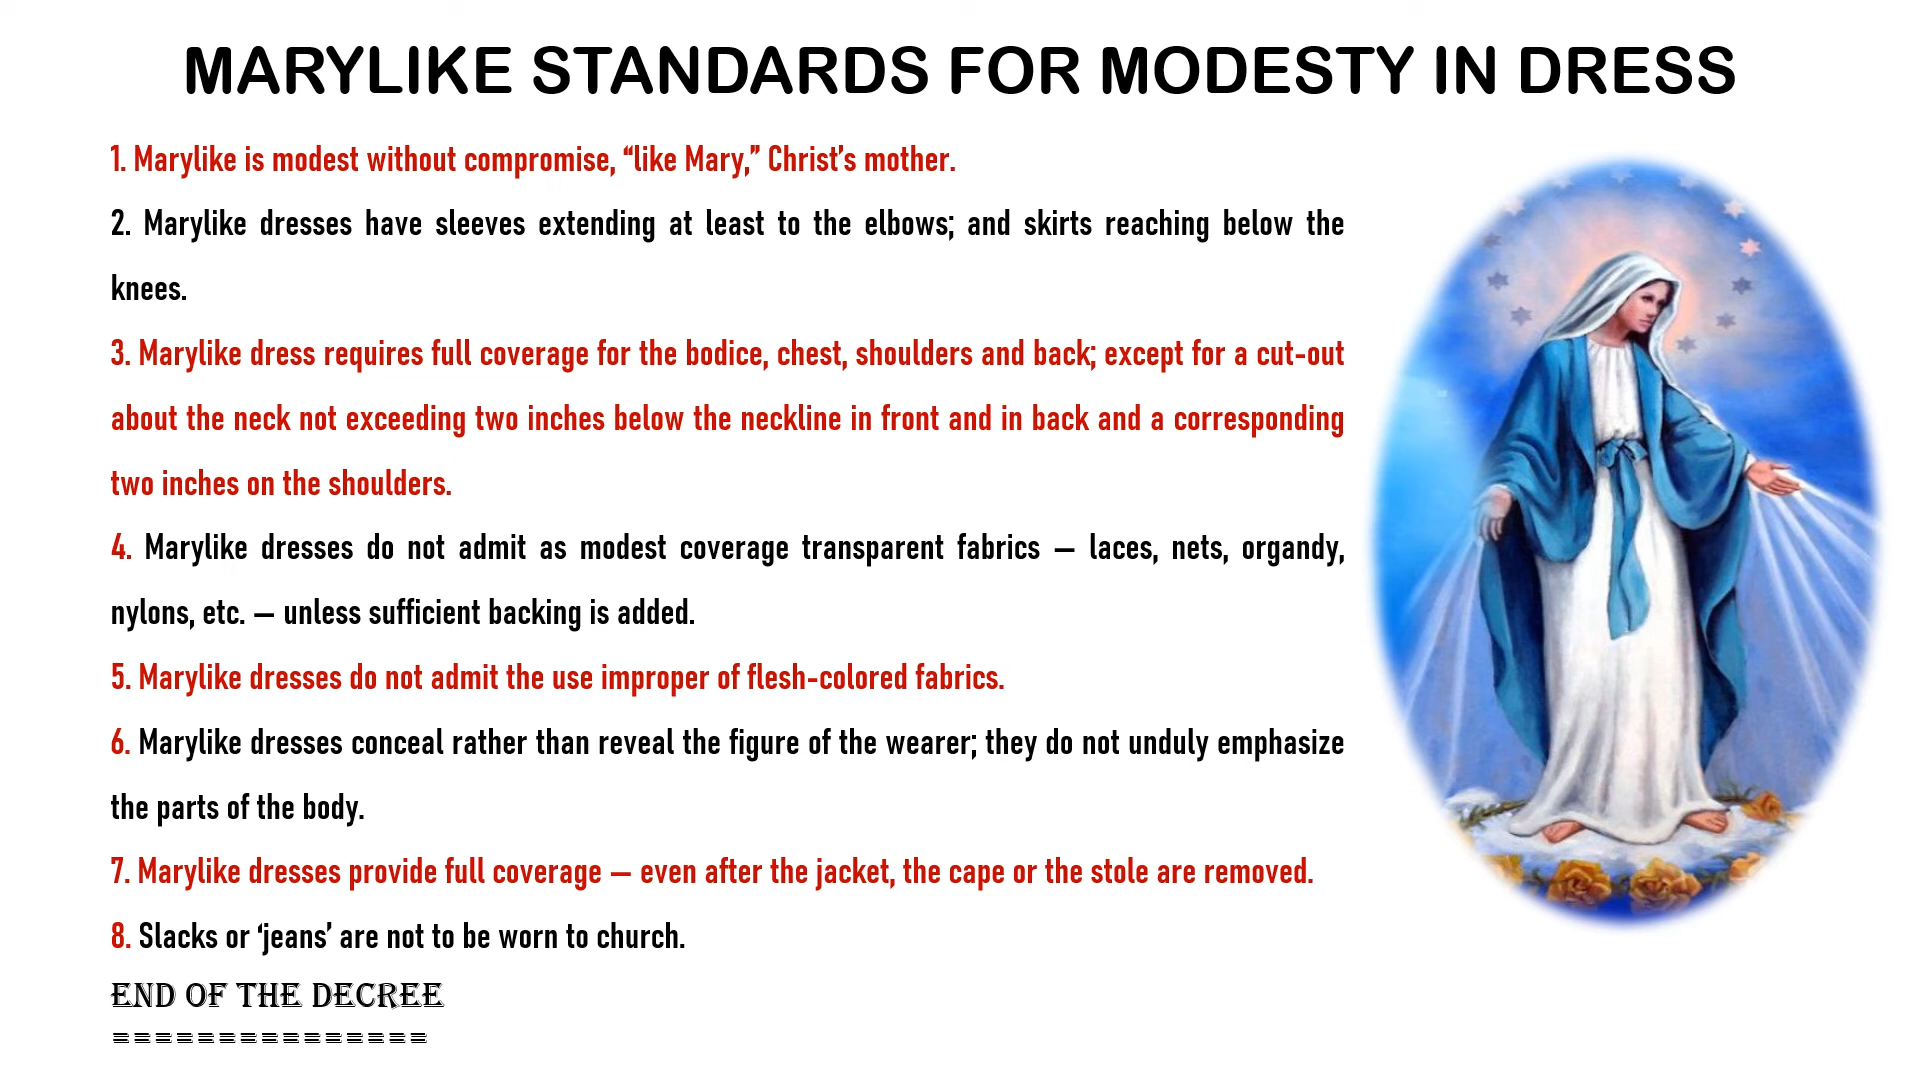 MARYLIKE STANDARDS FOR MODESTY IN DRESS
1. Marylike is modest without compromise, “like Mary,” Christ’s mother.
2. Marylike dresses have sleeves extending at least to the elbows; and skirts reaching below the
knees.
3. Marylike dress requires full coverage for the bodice, chest, shoulders and back; except for a cut-out
about the neck not exceeding two inches below the neckline in front and in back and a corresponding
two inches on the shoulders.
4. Marylike dresses do not admit as modest coverage transparent fabrics – laces, nets, organdy,
nylons, etc. – unless sufficient backing is added.
5. Marylike dresses do not admit the use improper of flesh-colored fabrics.
6. Marylike dresses conceal rather than reveal the figure of the wearer; they do not unduly emphasize
the parts of the body.
7. Marylike dresses provide full coverage – even after the jacket, the cape or the stole are removed.
8. Slacks or ‘jeans’ are not to be worn to church.
END OF THE DECREE
===============